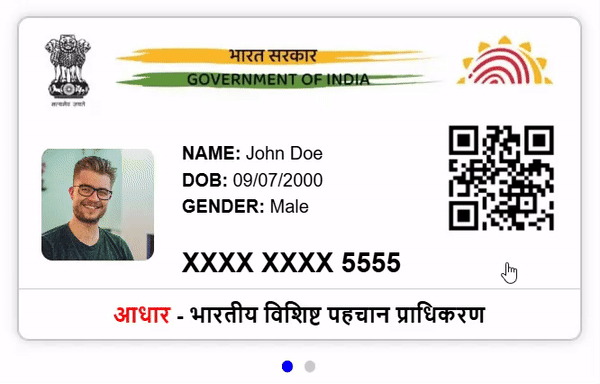 भारत सरकार
GOVERNMENT OF INDIA
सत्यमेव जयते
NAME: John Doe
DOB: 09/07/2000
GENDER: Male
XXXX XXXX 5555
आधार - भारतीय विशिष्ट पहचान प्राधिकरण